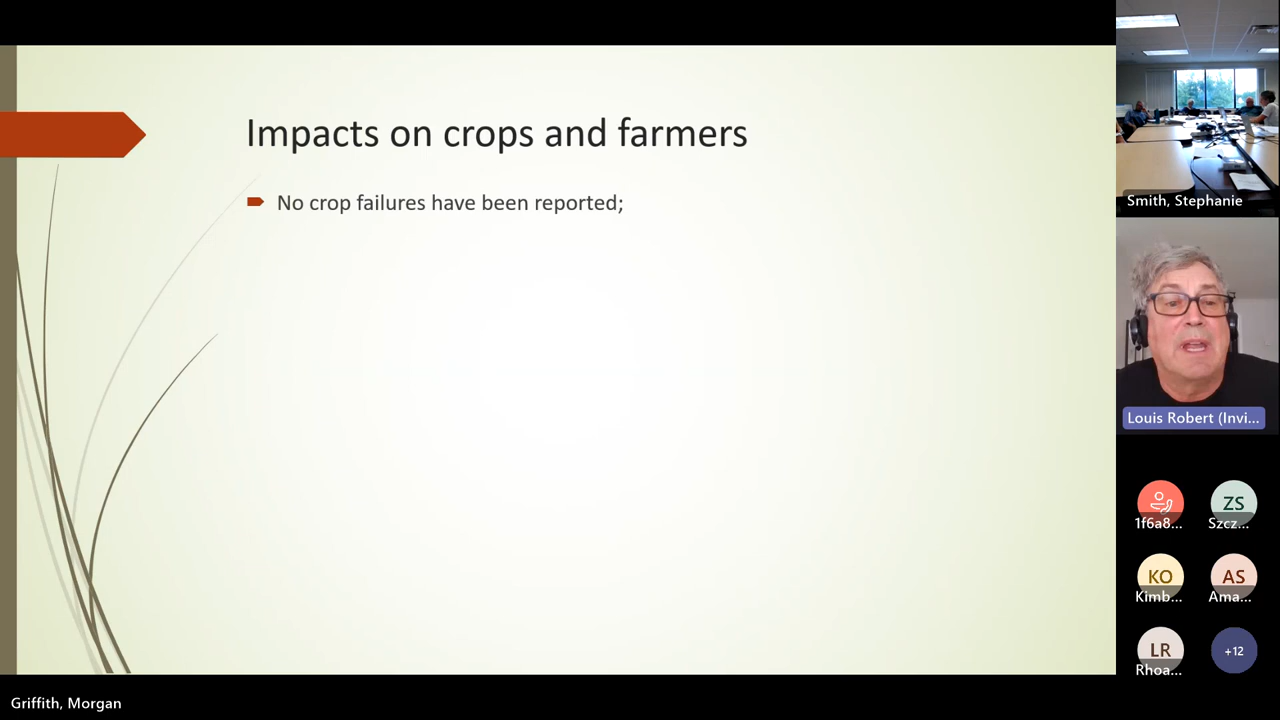 Impacts on crops and farmers
No crop failures have been reported;
Smith, Stephanie
Louis Robert (Invi...
1f6a8...
ZS
Szcz...
KO
Kimb...
AS
Ama...
LR
Rhoa...
+12
Griffith, Morgan